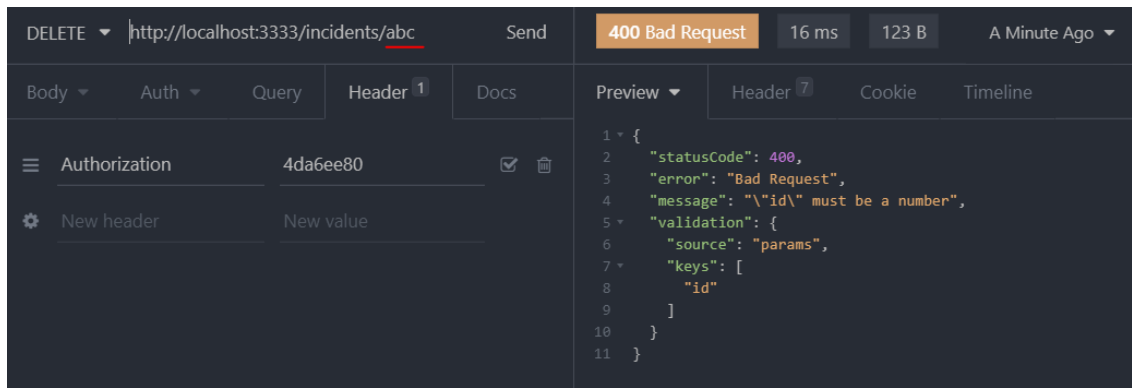 DELETE http://localhost:3333/incidents/abc Send
Body Auth Query Header 1 Docs
Authorization 4da6ee80
New header New value
400 Bad Request 16 ms 123 B A Minute Ago
Preview Header 7 Cookie Timeline
1 {
2 "statusCode": 400,
3 "error": "Bad Request",
4 "message": "\"id\" must be a number",
5 "validation": {
6 "source": "params",
7 "keys": [
8 "id"
9 ]
10 }
11 }